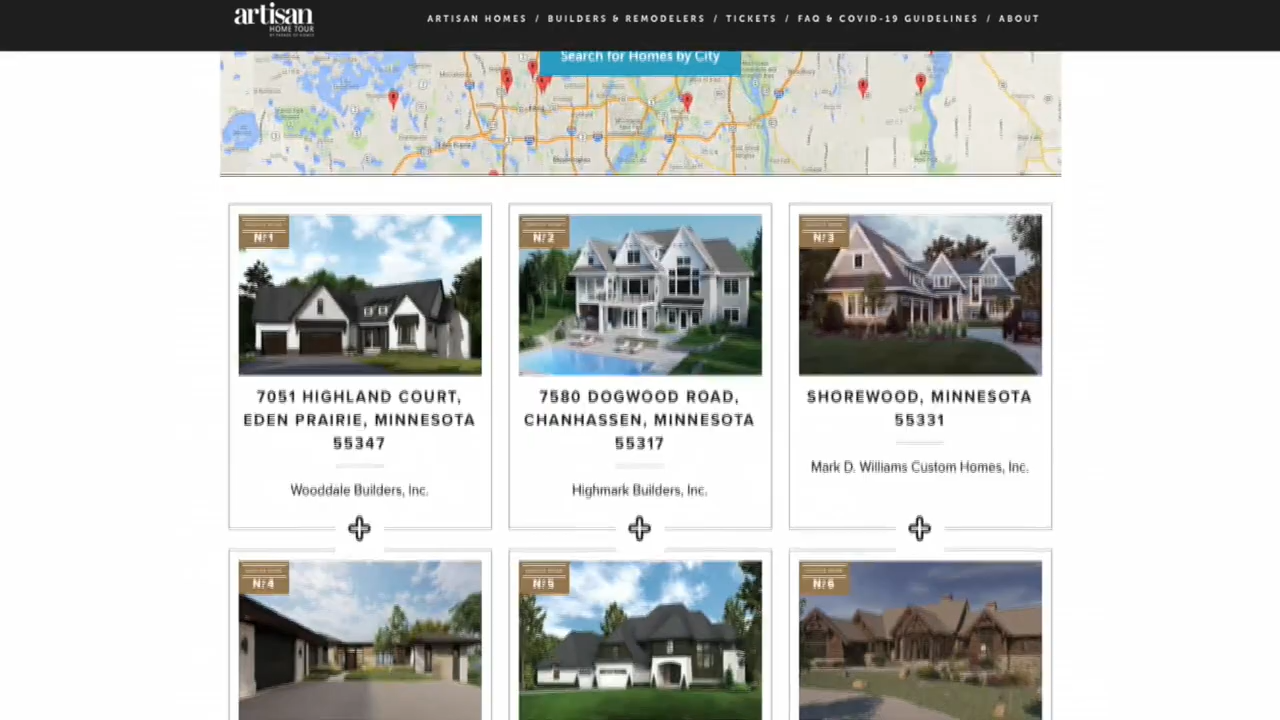 artisan
HOME TOUR
ARTISAN HOMES / BUILDERS & REMODELERS / TICKETS / FAQ & COVID-19 GUIDELINES / ABOUT
Search for Homes by City
Nº1
Nº2
Nº3
7051 HIGHLAND COURT,
EDEN PRAIRIE, MINNESOTA
55347
Wooddale Builders, Inc.
7580 DOGWOOD ROAD,
CHANHASSEN, MINNESOTA
55317
Highmark Builders, Inc.
SHOREWOOD, MINNESOTA
55331
Mark D. Williams Custom Homes, Inc.
Nº4
Nº5
Nº6